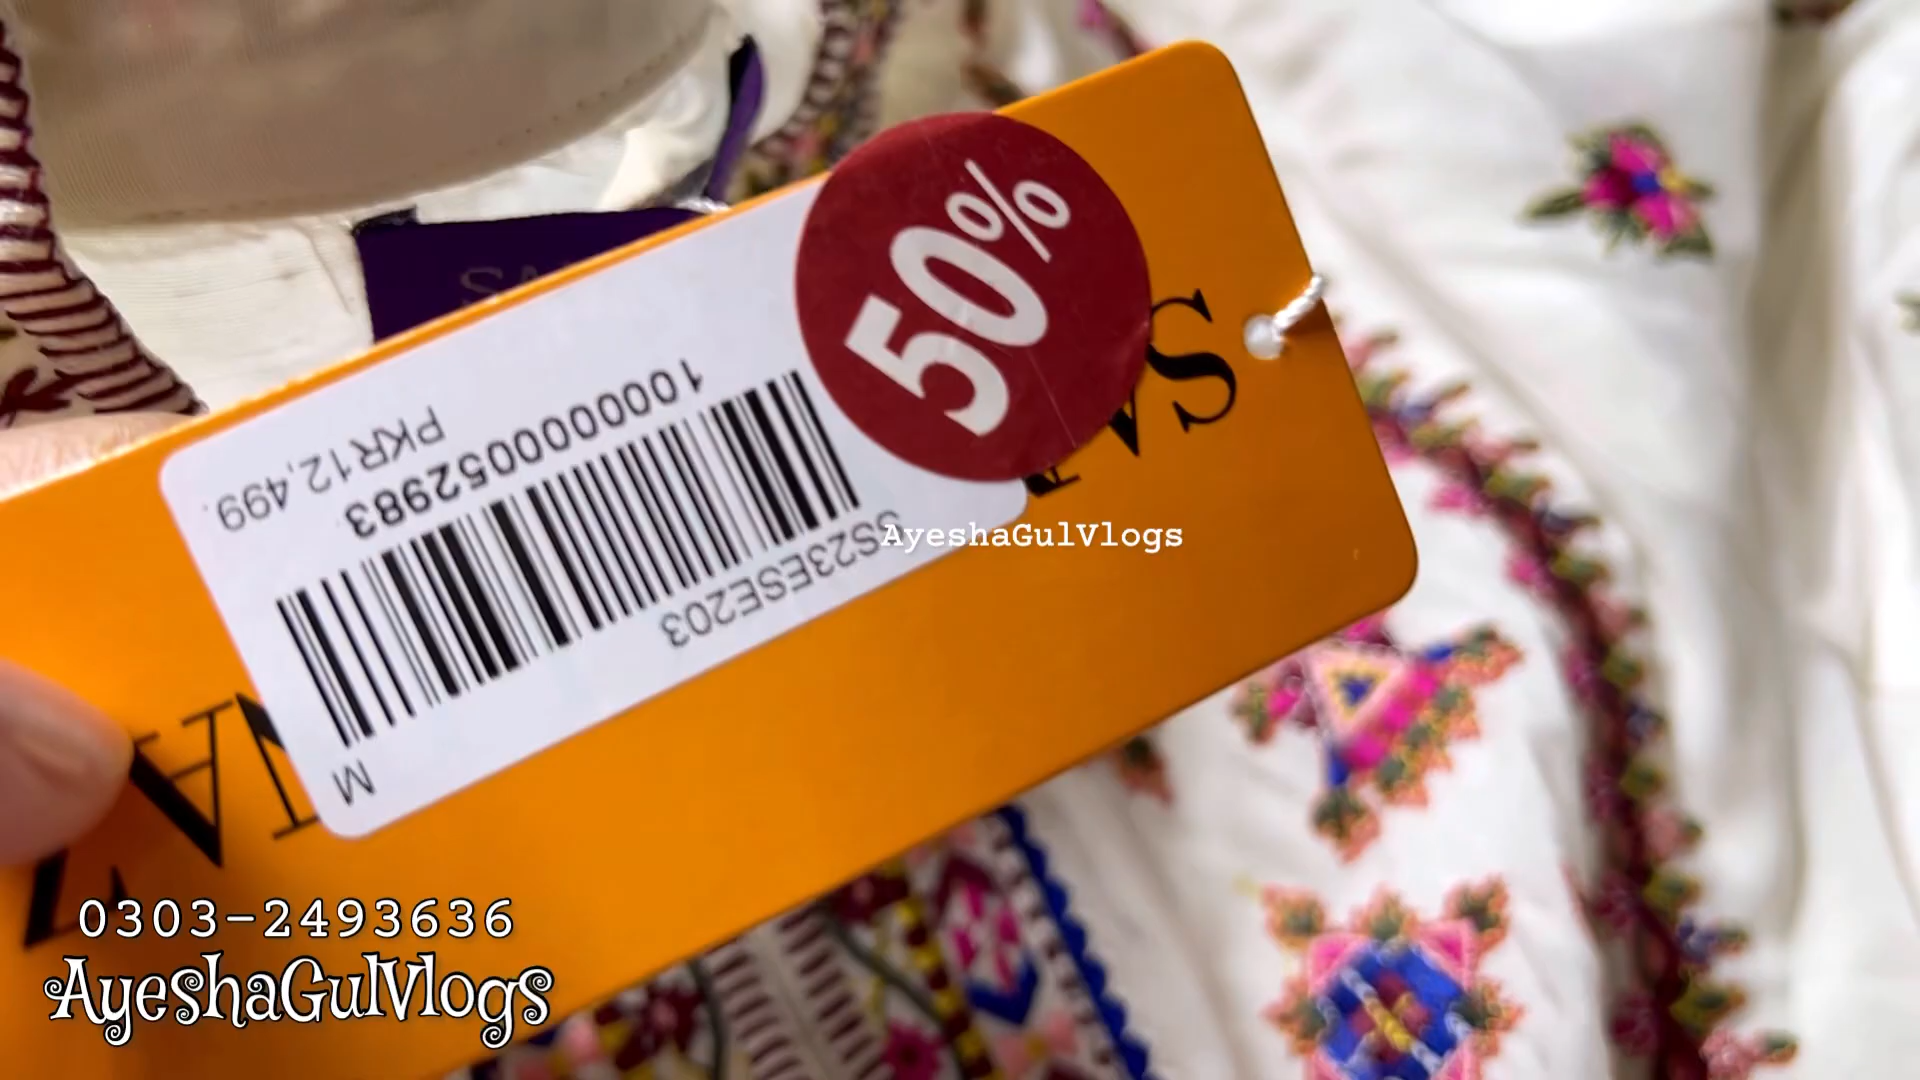 50%
PKR12,499.
1000000052983
SS23ESE203
M
AyeshaGulVlogs
0303-2493636
AyeshaGulVlogs